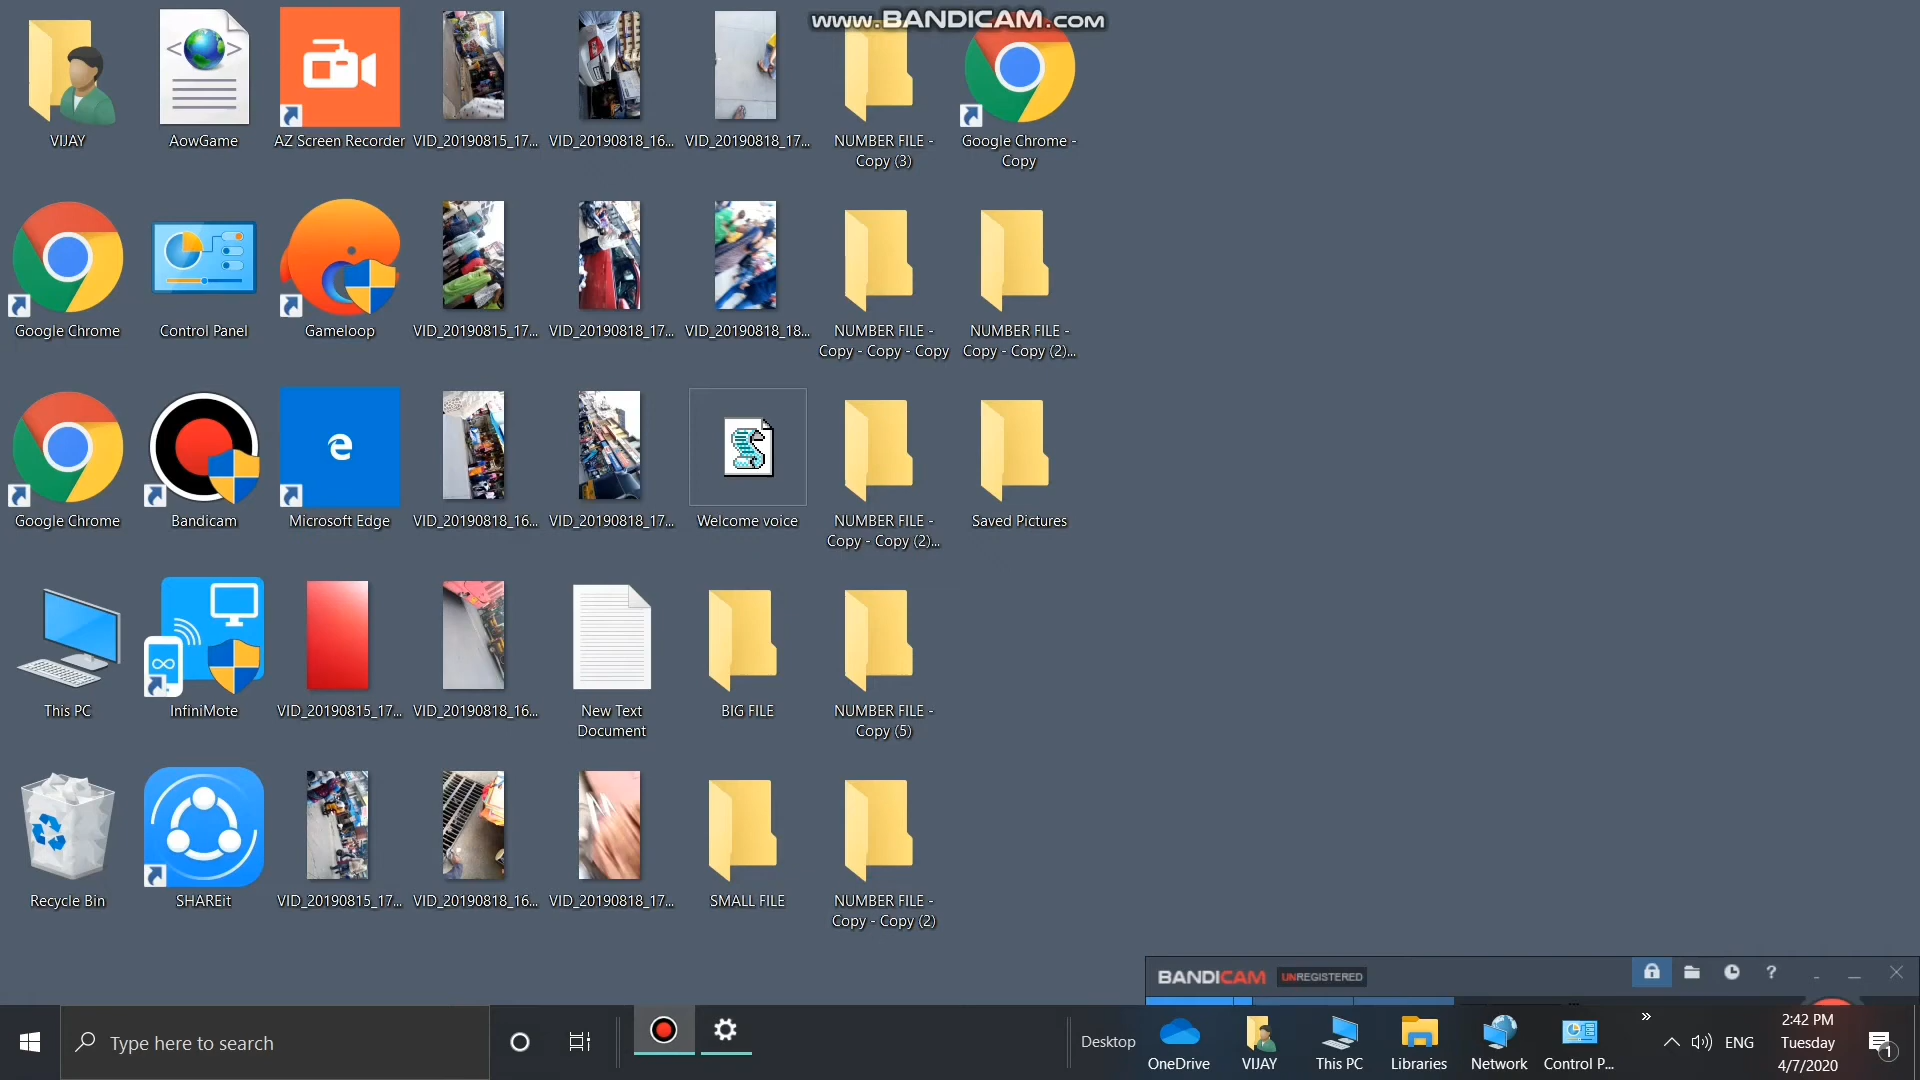 www.BANDICAM.com
VIJAY
AowGame
AZ Screen Recorder
VID_20190815_17...
VID_20190818_16...
VID_20190818_17...
NUMBER FILE -
Copy (3)
Google Chrome -
Copy
Google Chrome
Control Panel
Gameloop
VID_20190815_17...
VID_20190818_17...
VID_20190818_18...
NUMBER FILE -
Copy - Copy - Copy
NUMBER FILE -
Copy - Copy (2)...
Google Chrome
Bandicam
Microsoft Edge
VID_20190818_16...
VID_20190818_17...
Welcome voice
NUMBER FILE -
Copy - Copy (2)...
Saved Pictures
This PC
InfiniMote
VID_20190815_17...
VID_20190818_16...
New Text
Document
BIG FILE
NUMBER FILE -
Copy (5)
Recycle Bin
SHAREit
VID_20190815_17...
VID_20190818_16...
VID_20190818_17...
SMALL FILE
NUMBER FILE -
Copy - Copy (2)
BANDICAM UNREGISTERED
?
Type here to search
Desktop
OneDrive
VIJAY
This PC
Libraries
Network
Control P...
ENG
2:42 PM
Tuesday
4/7/2020
1